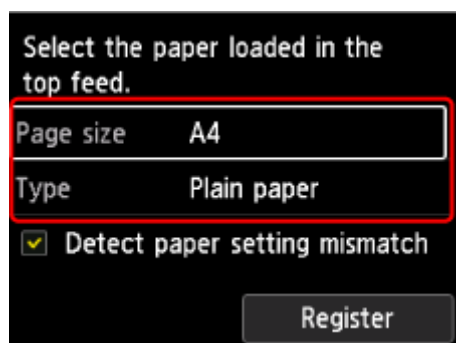 Select the paper loaded in the
top feed.
Page size A4
Type Plain paper
Detect paper setting mismatch
Register